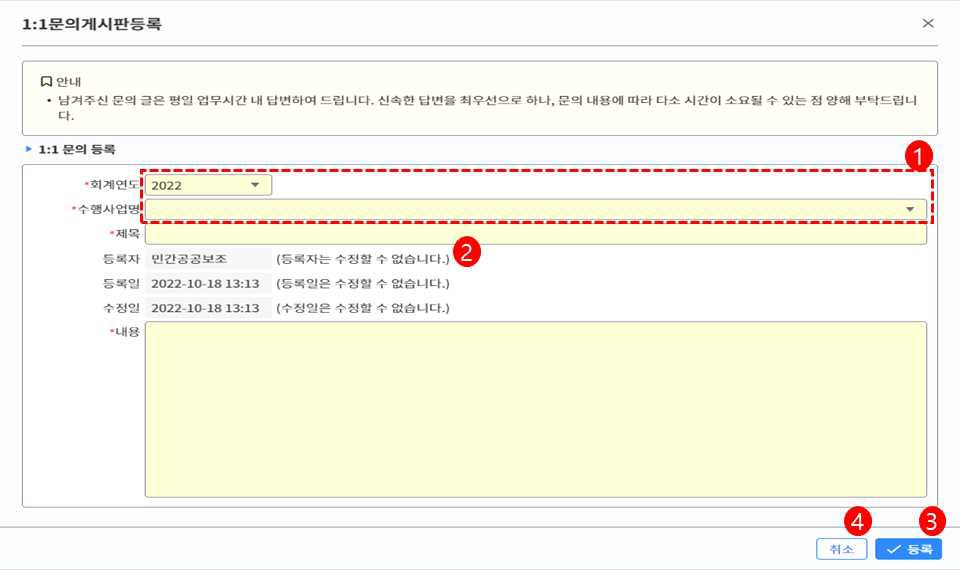 1:1문의게시판등록
안내
• 남겨주신 문의 글은 평일 업무시간 내 답변하여 드립니다. 신속한 답변을 최우선으로 하나, 문의 내용에 따라 다소 시간이 소요될 수 있는 점 양해 부탁드립니
다.
1:1 문의 등록
1
*회계연도 2022
*수행사업명
*제목
2
등록자 민간공공보조 (등록자는 수정할 수 없습니다.)
등록일 2022-10-18 13:13 (등록일은 수정할 수 없습니다.)
수정일 2022-10-18 13:13 (수정일은 수정할 수 없습니다.)
*내용
4 3
취소 등록